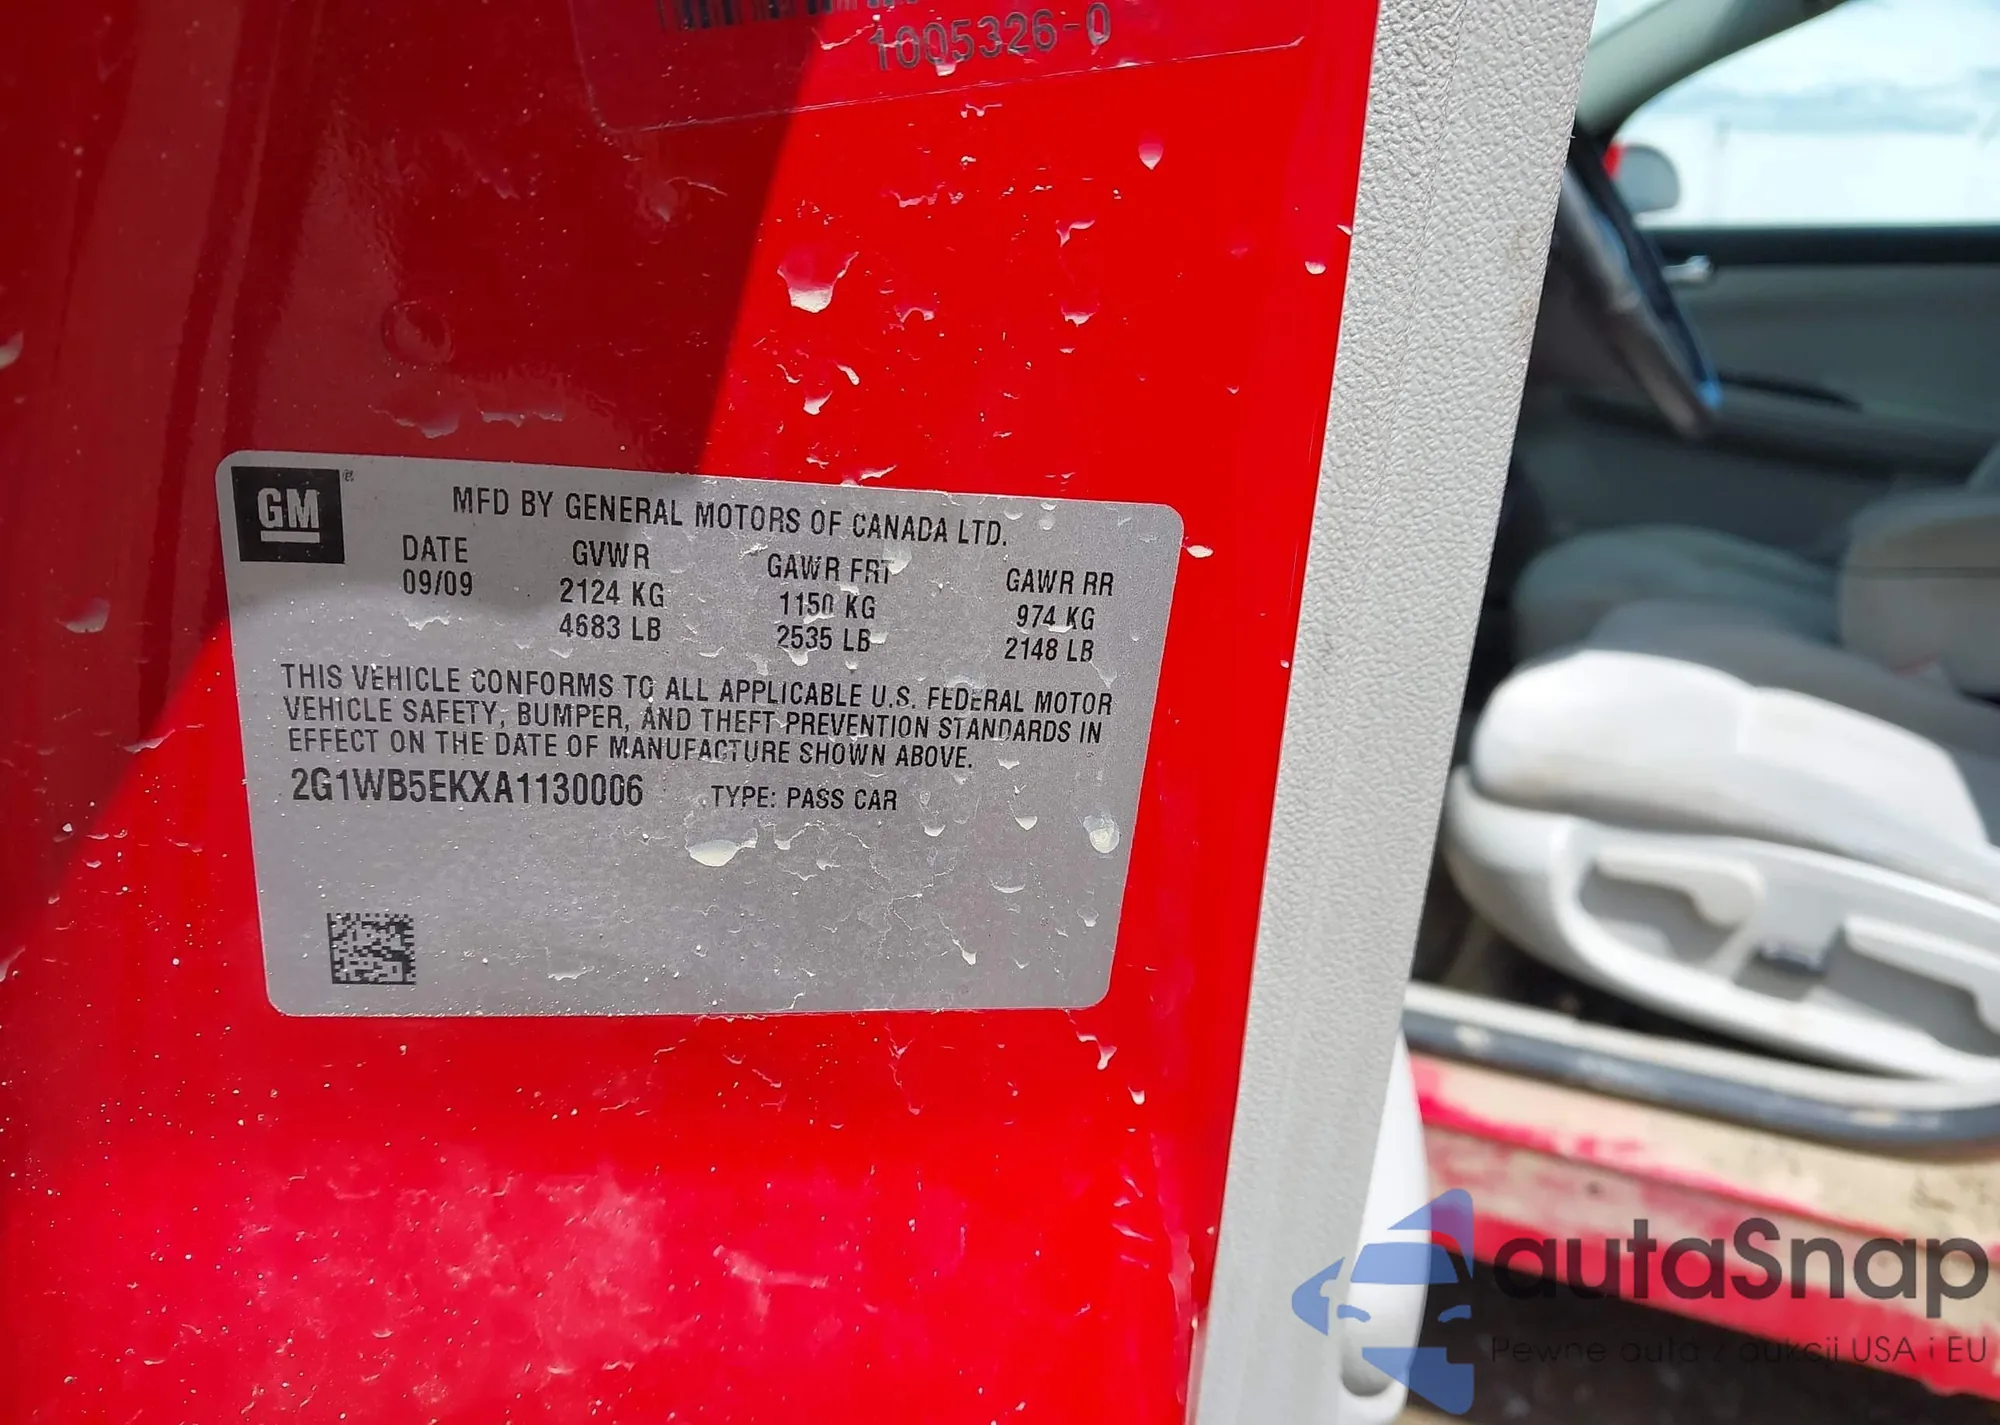 1005326-0
GM
MFD BY GENERAL MOTORS OF CANADA LTD.
DATE GVWR GAWR FRT GAWR RR
09/09 2124 KG 1150 KG 974 KG
4683 LB 2535 LB 2148 LB
THIS VEHICLE CONFORMS TO ALL APPLICABLE U.S. FEDERAL MOTOR
VEHICLE SAFETY, BUMPER, AND THEFT PREVENTION STANDARDS IN
EFFECT ON THE DATE OF MANUFACTURE SHOWN ABOVE.
2G1WB5EKXA1130006 TYPE: PASS CAR
autaSnap
Pewne auta z aukcji USA i EU